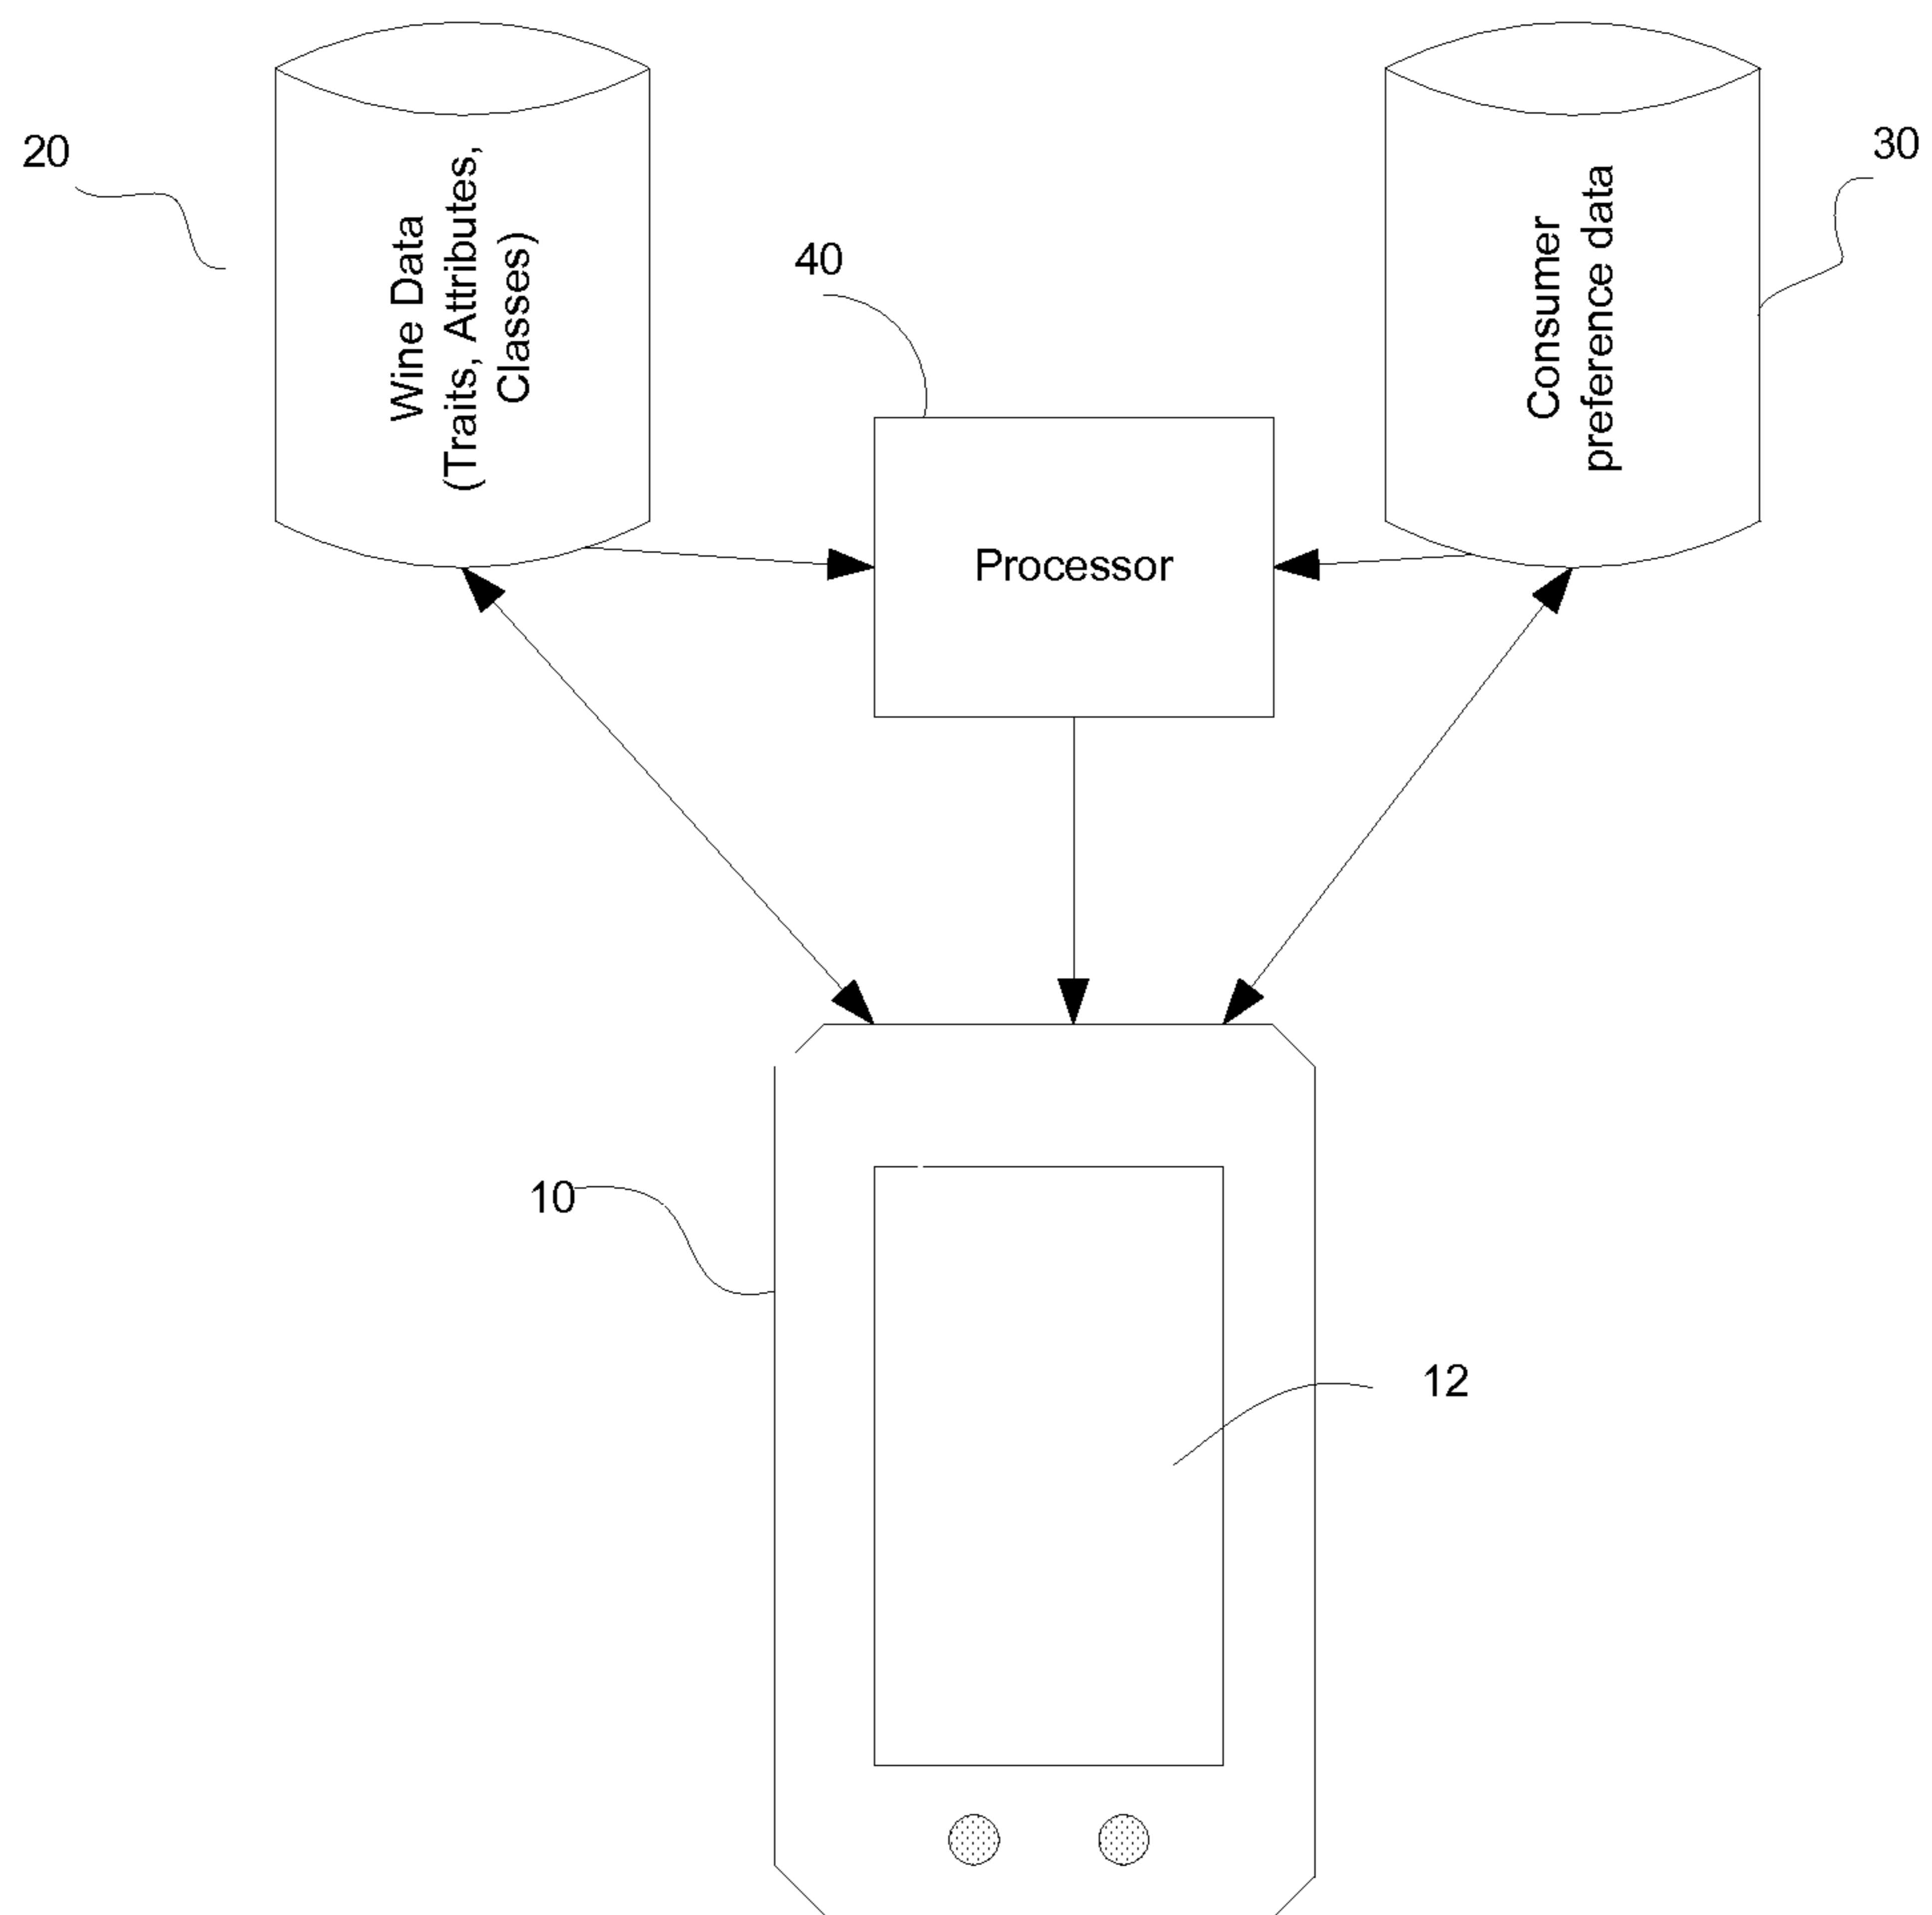 20
Wine Data
(Traits, Attributes,
Classes)
40
Processor
Consumer
preference data
30
10
12